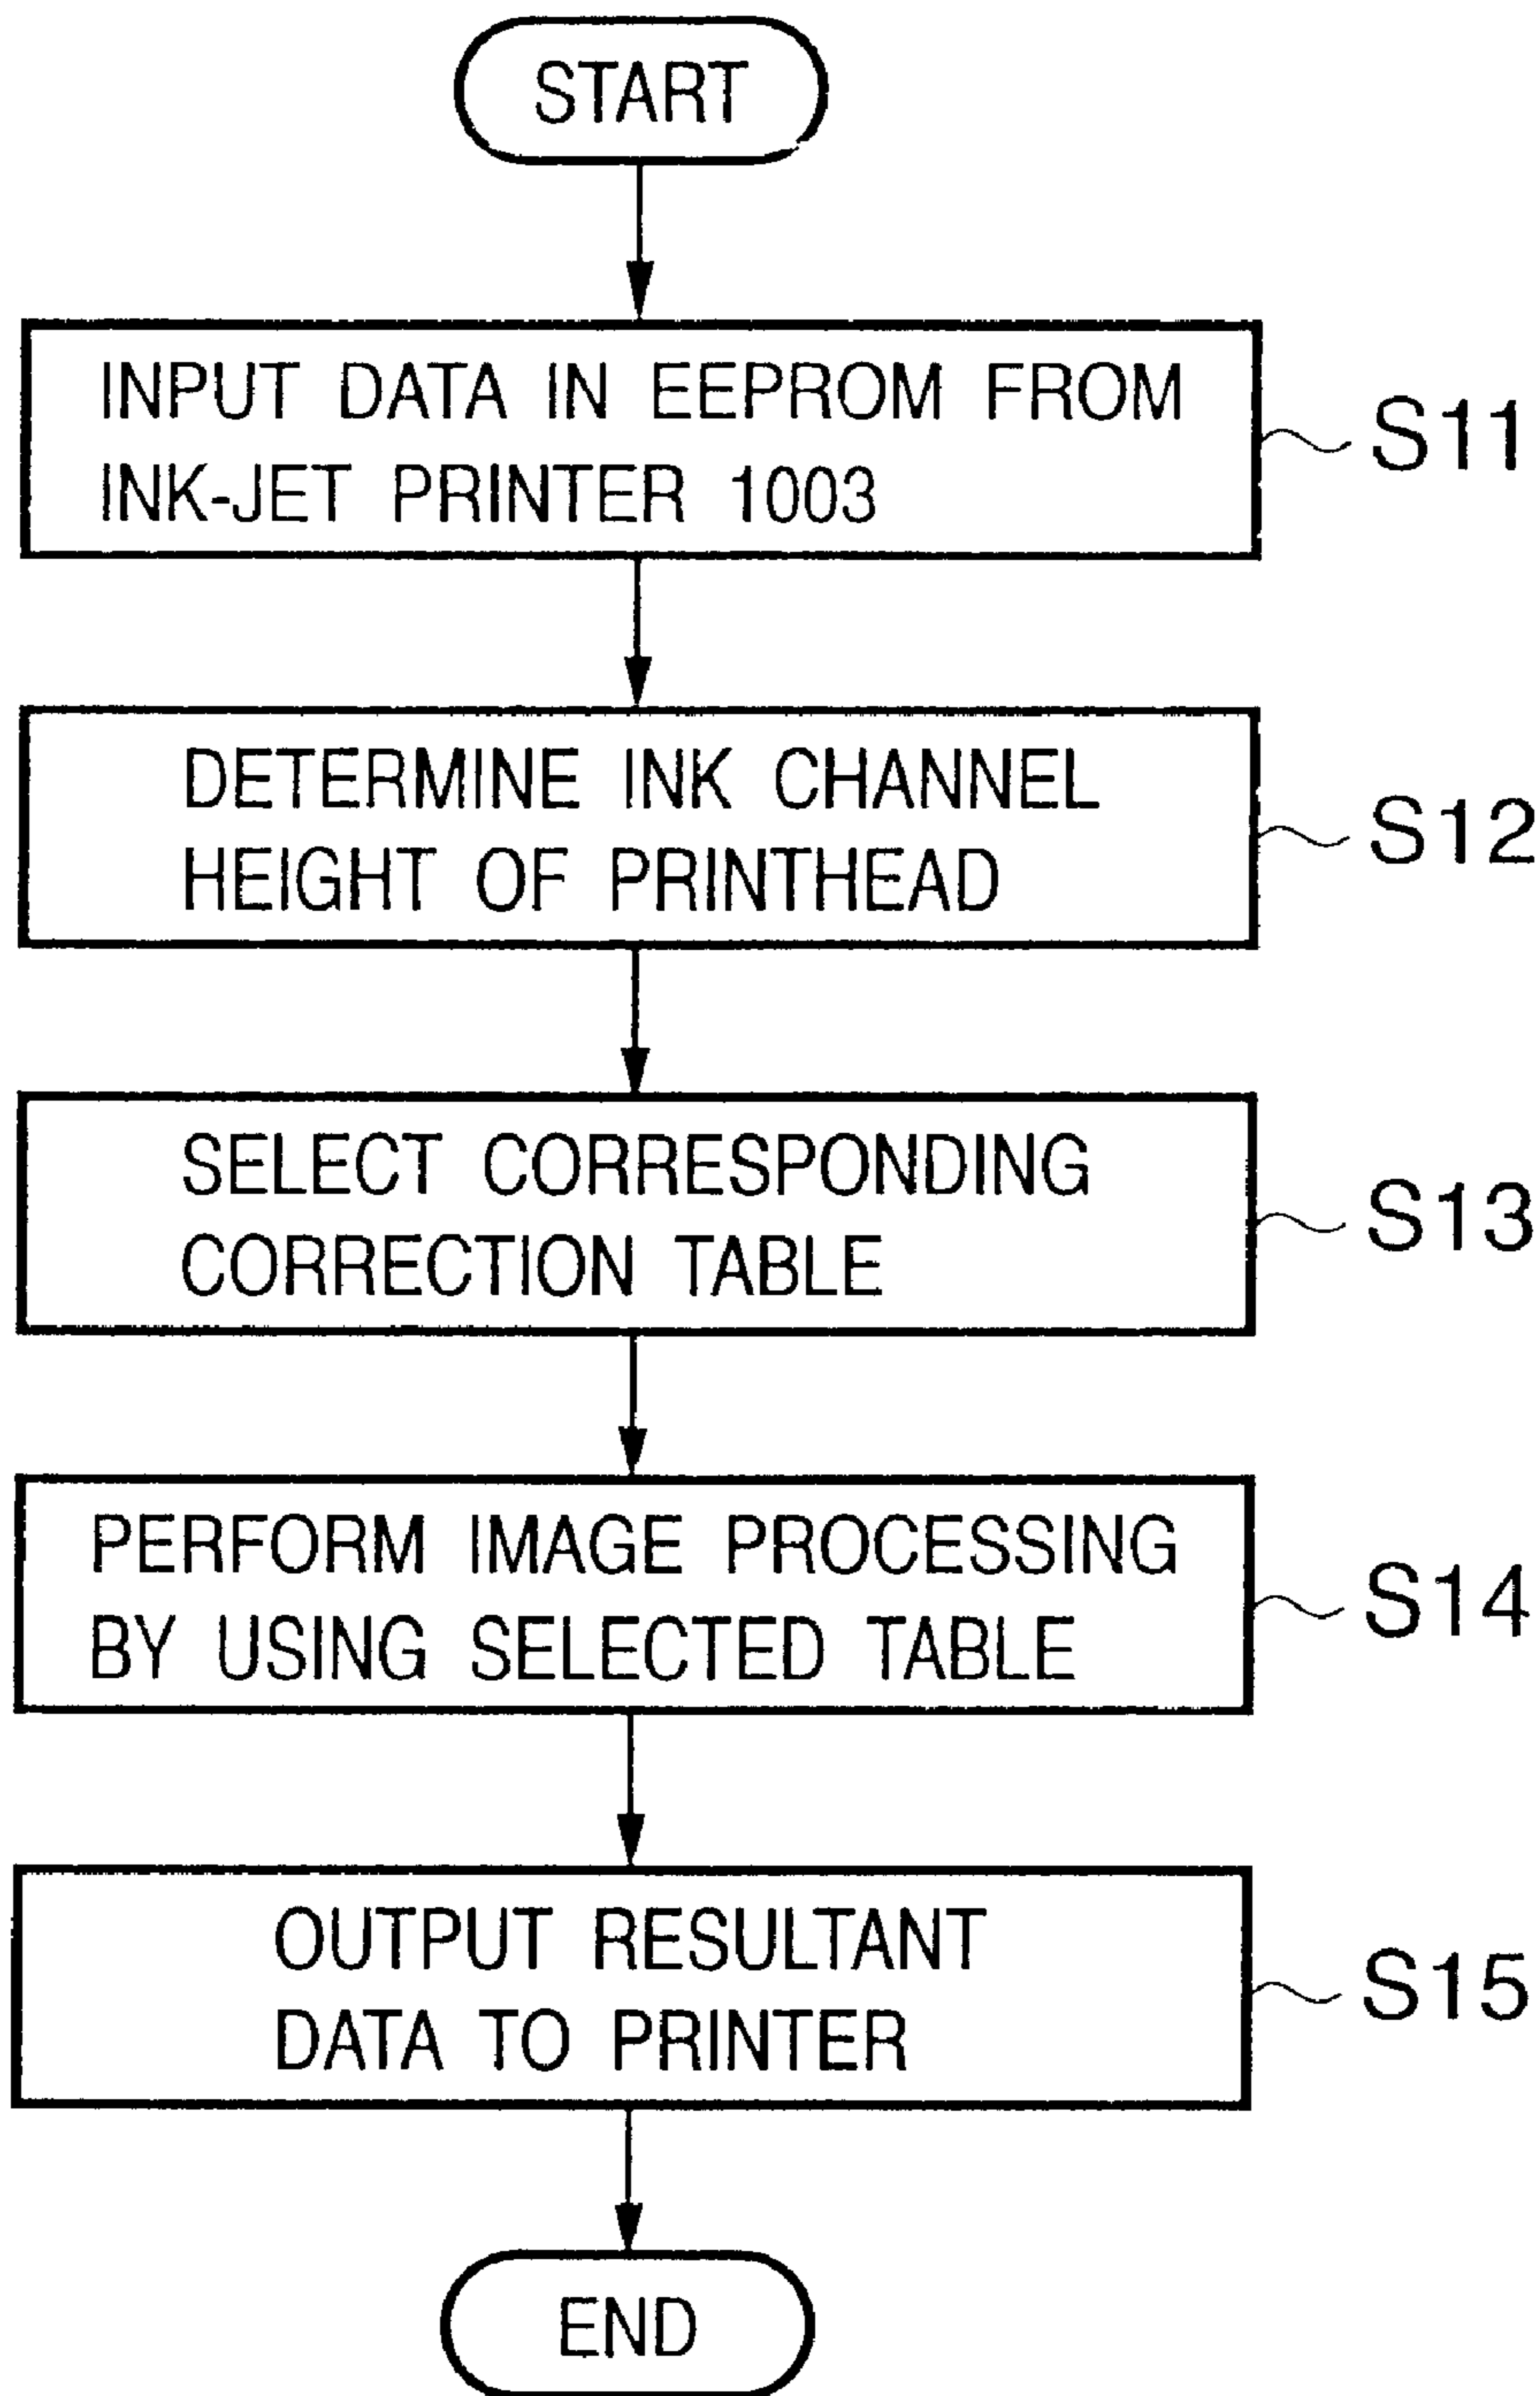 START
INPUT DATA IN EEPROM FROM
INK-JET PRINTER 1003
S11
DETERMINE INK CHANNEL
HEIGHT OF PRINTHEAD
S12
SELECT CORRESPONDING
CORRECTION TABLE
S13
PERFORM IMAGE PROCESSING
BY USING SELECTED TABLE
S14
OUTPUT RESULTANT
DATA TO PRINTER
S15
END